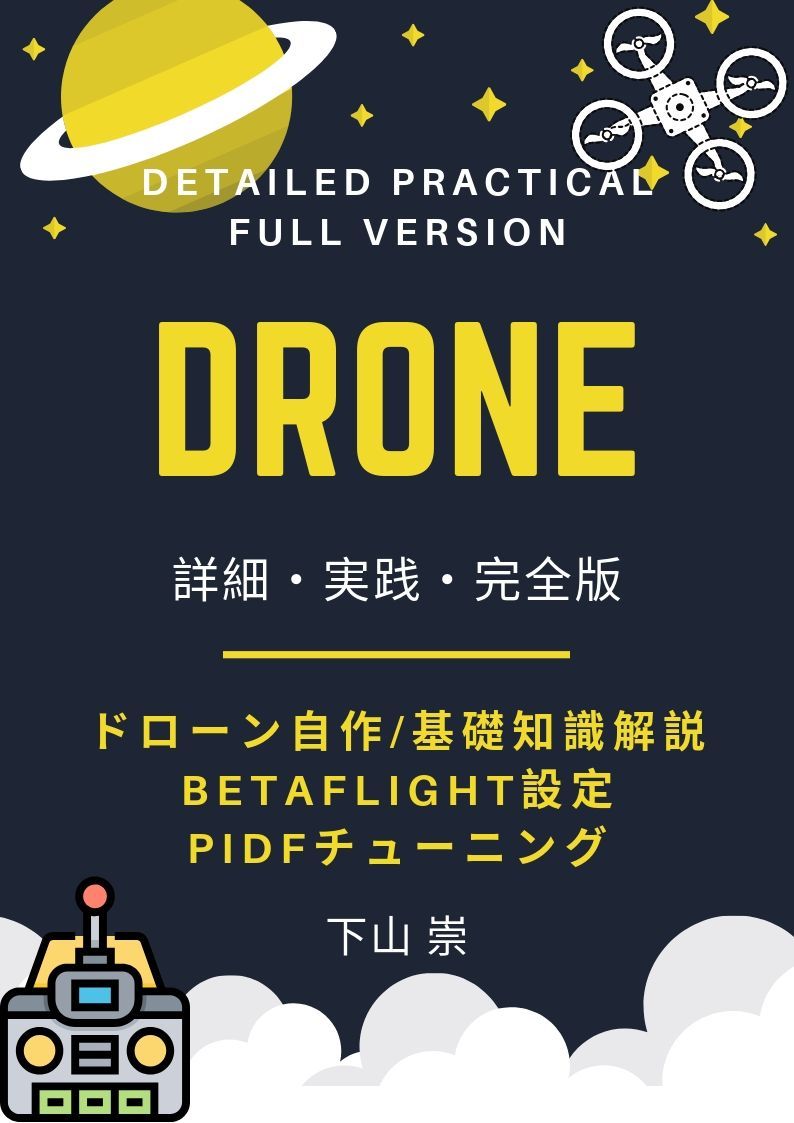 DETAILED PRACTICAL
FULL VERSION
DRONE
詳細・実践・完全版
ドローン自作/基礎知識解説
BETAFLIGHT設定
PIDFチューニング
下山 崇